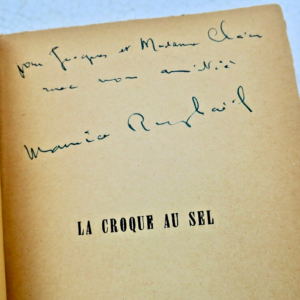 pour Jacques et Madame
avec mon amitié
Maurice Raphaël
LA CROQUE AU SEL